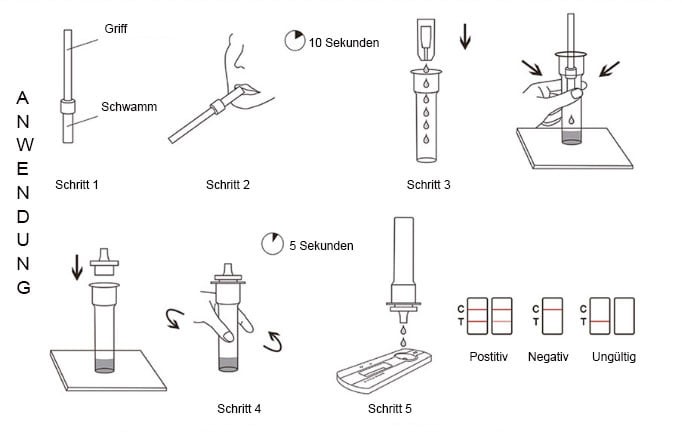 ANWENDUNG
Griff
Schwamm
Schritt 1
10 Sekunden
Schritt 2
Schritt 3
5 Sekunden
Schritt 4
Schritt 5
C
T
Postitiv
C
T
Negativ
C
T
Ungültig